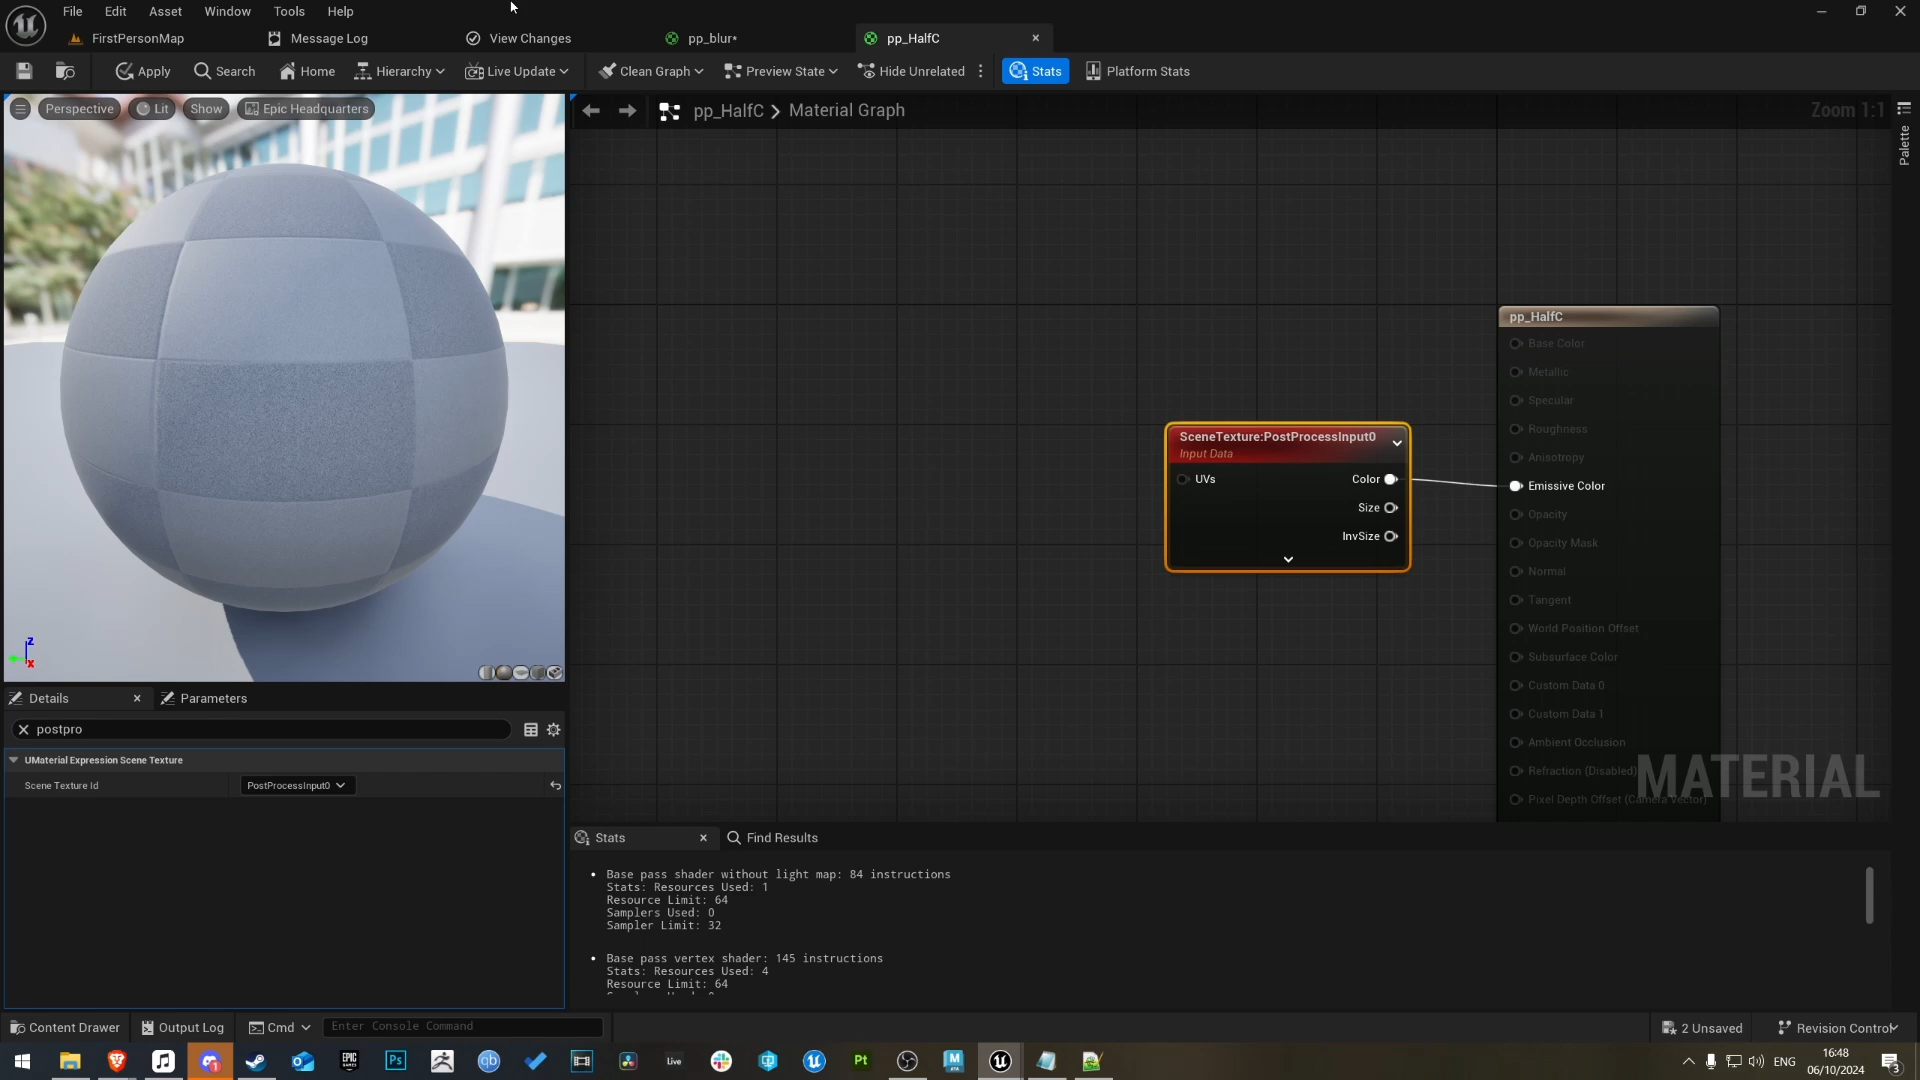 File Edit Asset Window Tools Help
FirstPersonMap Message Log View Changes pp_blur* pp_HalfC
Apply Search Home Hierarchy Live Update Clean Graph Preview State Hide Unrelated Stats Platform Stats
Perspective Lit Show Epic Headquarters
pp_HalfC > Material Graph
Zoom 1:1
Palette
pp_HalfC
Base Color
Metallic
Specular
Roughness
Anisotropy
Emissive Color
Opacity
Opacity Mask
Normal
Tangent
World Position Offset
Subsurface Color
Custom Data 0
Custom Data 1
Ambient Occlusion
Refraction (Disabled)
Pixel Depth Offset (Camera Vector)
MATERIAL
SceneTexture:PostProcessInput0
Input Data
UVs Color
Size
InvSize
Z
X
Details Parameters
postpro
UMaterial Expression Scene Texture
Scene Texture Id PostProcessInput0
Stats Find Results
Base pass shader without light map: 84 instructions
Stats: Resources Used: 1
Resource Limit: 64
Samplers Used: 0
Sampler Limit: 32
Base pass vertex shader: 145 instructions
Stats: Resources Used: 4
Resource Limit: 64
Content Drawer Output Log Cmd Enter Console Command 2 Unsaved Revision Control
EPIC GAMES Ps qb Live Pt M ENG 16:48
06/10/2024 3